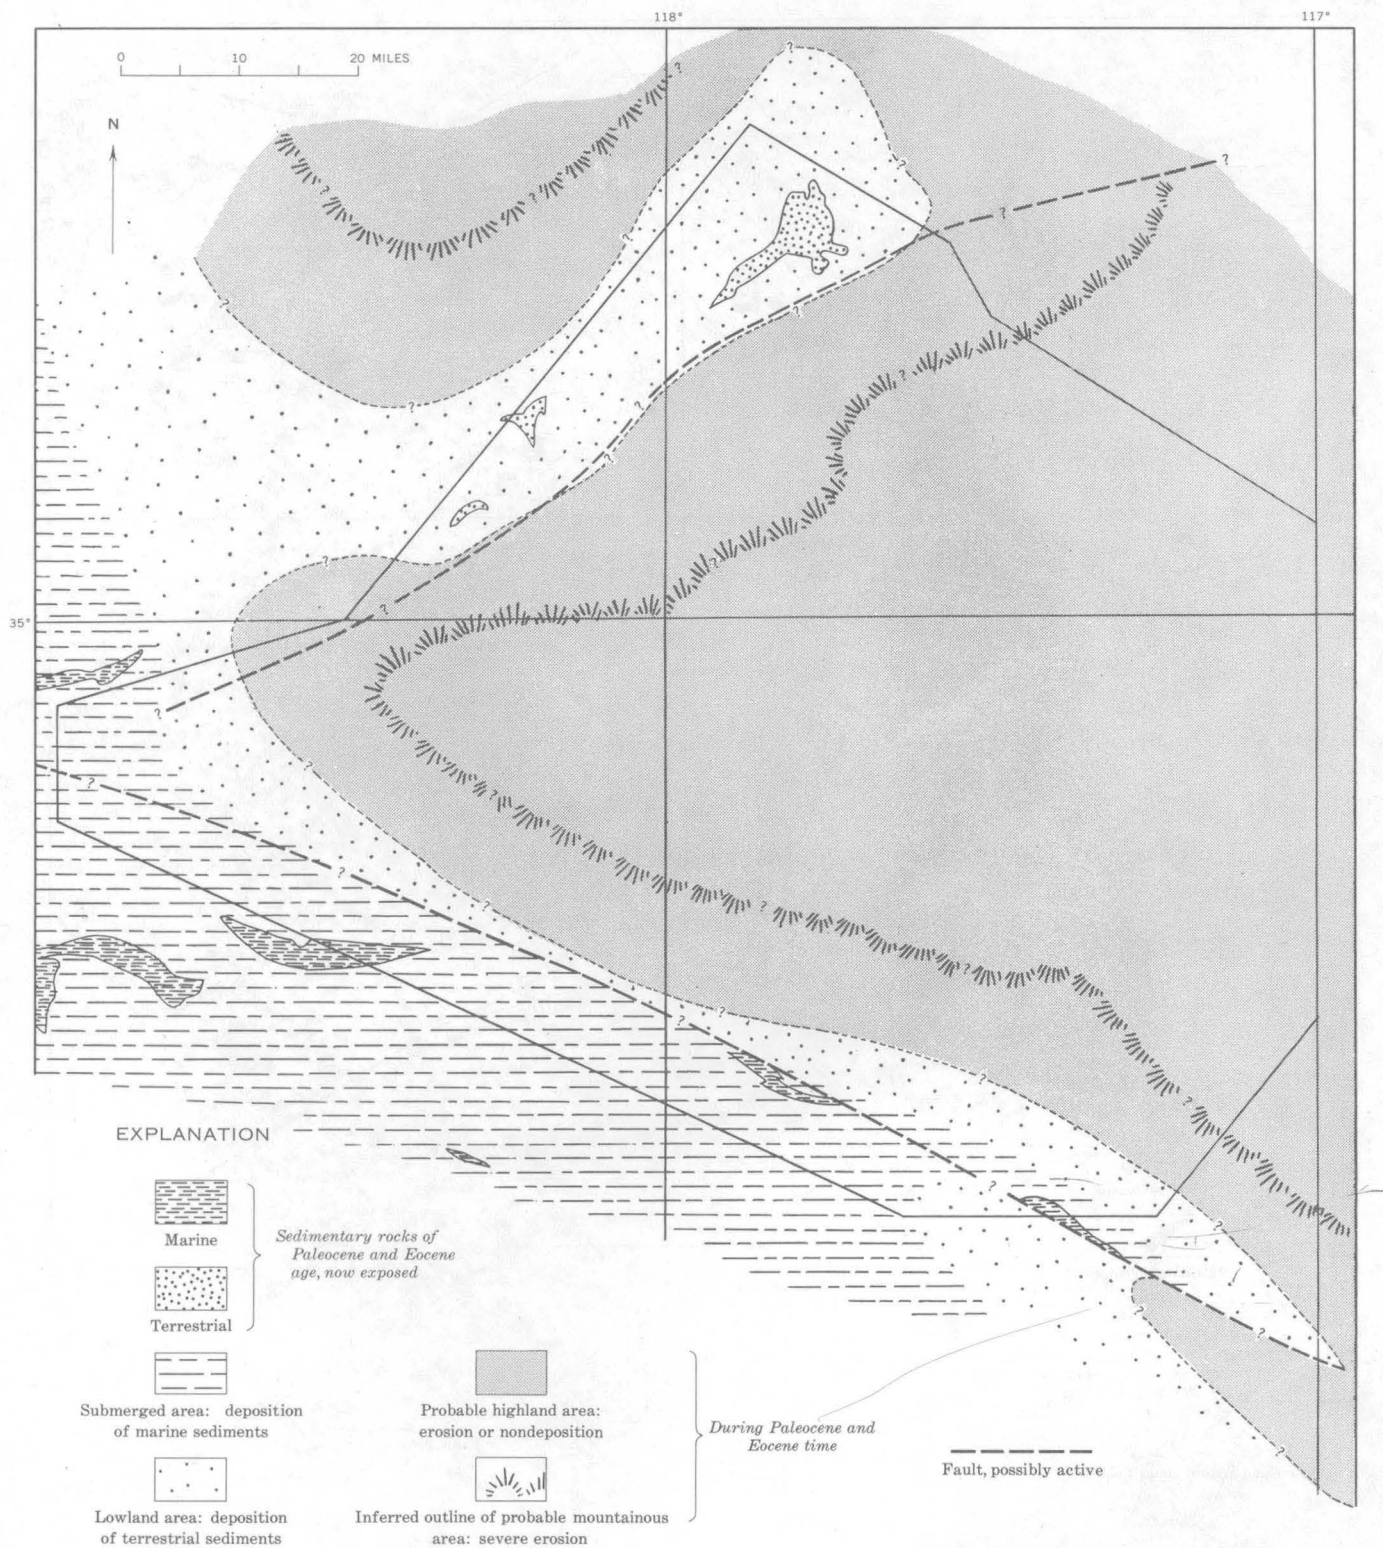 118°
117°
0 10 20 MILES
N
35°
EXPLANATION
Marine
Terrestrial
Sedimentary rocks of
Paleocene and Eocene
age, now exposed
Submerged area: deposition
of marine sediments
Lowland area: deposition
of terrestrial sediments
Probable highland area:
erosion or nondeposition
Inferred outline of probable mountainous
area: severe erosion
During Paleocene and
Eocene time
Fault, possibly active